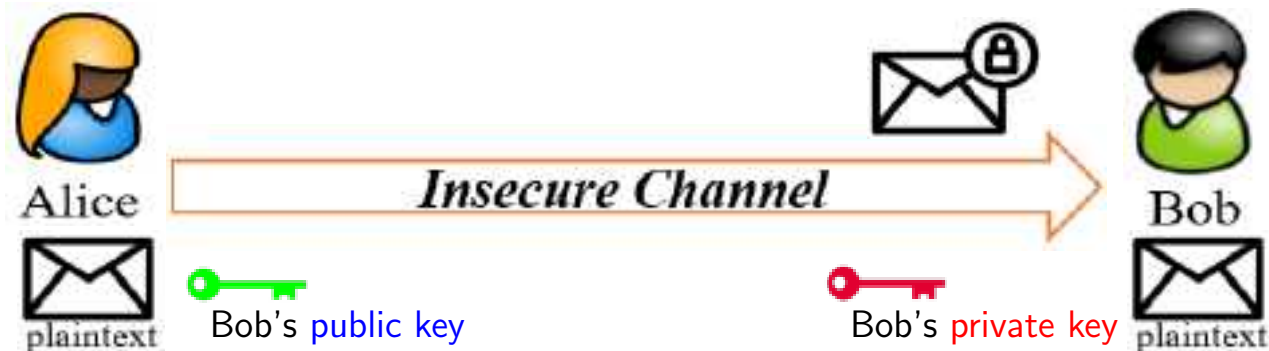 Insecure Channel
Alice
Bob
plaintext
Bob's public key
Bob's private key
plaintext